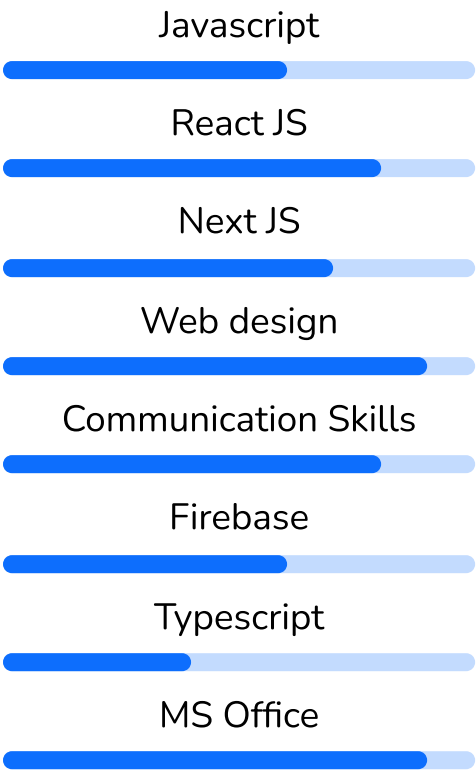 Javascript
React JS
Next JS
Web design
Communication Skills
Firebase
Typescript
MS Office